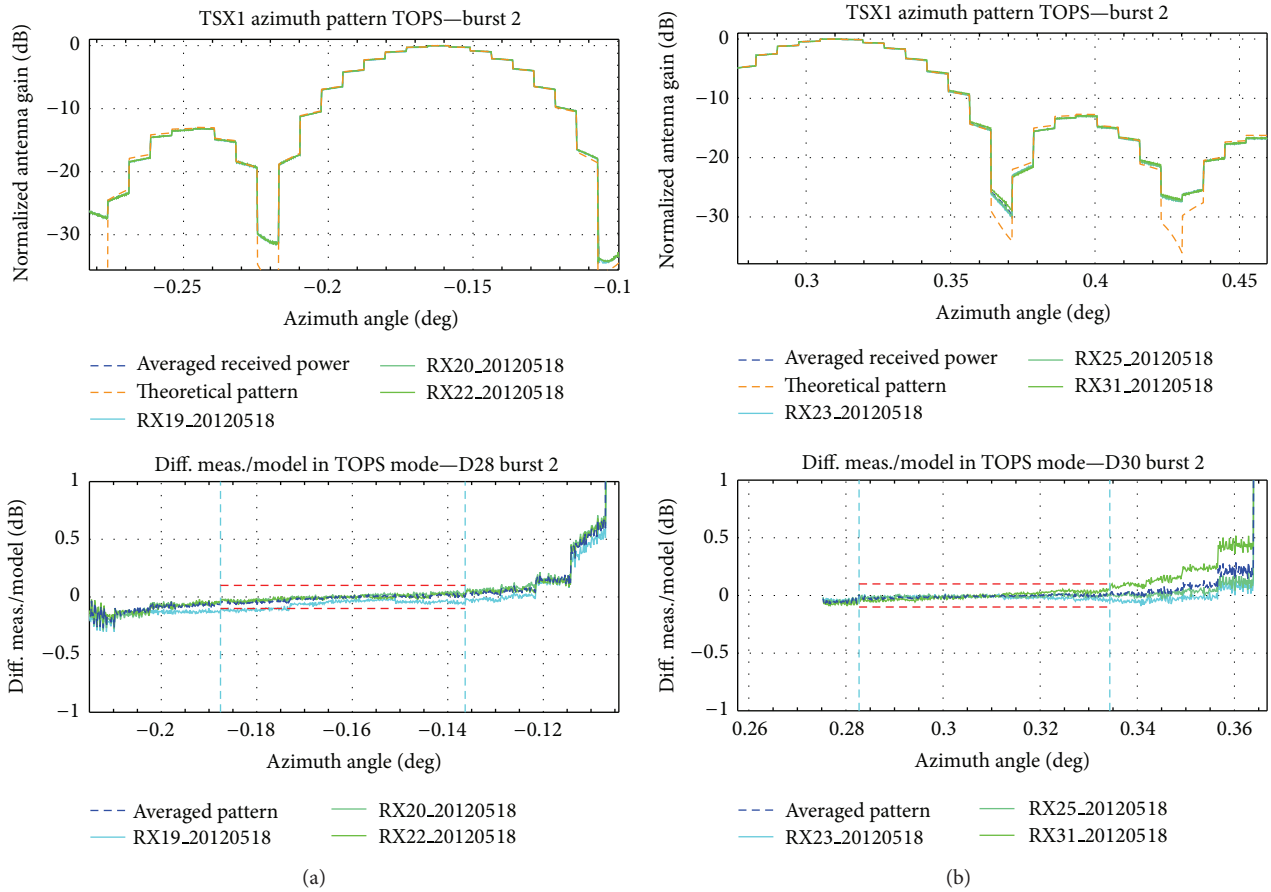 TSX1 azimuth pattern TOPS—burst 2
Normalized antenna gain (dB)
0
−10
−20
−30
−0.25 −0.2 −0.15 −0.1
Azimuth angle (deg)
Averaged received power
Theoretical pattern
RX19_20120518
RX20_20120518
RX22_20120518
Diff. meas./model in TOPS mode—D28 burst 2
Diff. meas./model (dB)
1
0.5
0
−0.5
−1
−0.2 −0.18 −0.16 −0.14 −0.12
Azimuth angle (deg)
Averaged pattern
RX19_20120518
RX20_20120518
RX22_20120518
(a)
TSX1 azimuth pattern TOPS—burst 2
Normalized antenna gain (dB)
0
−10
−20
−30
0.3 0.35 0.4 0.45
Azimuth angle (deg)
Averaged received power
Theoretical pattern
RX23_20120518
RX25_20120518
RX31_20120518
Diff. meas./model in TOPS mode—D30 burst 2
Diff. meas./model (dB)
1
0.5
0
−0.5
−1
0.26 0.28 0.3 0.32 0.34 0.36
Azimuth angle (deg)
Averaged pattern
RX23_20120518
RX25_20120518
RX31_20120518
(b)